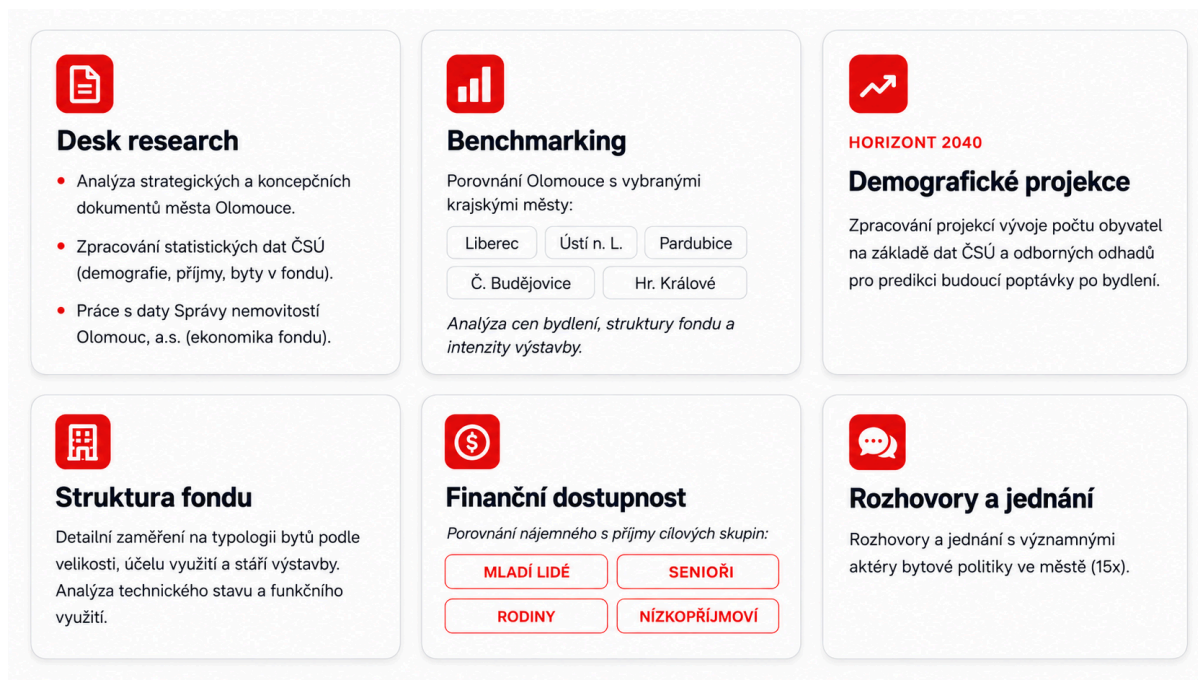 Desk research
Analýza strategických a koncepčních
dokumentů města Olomouce.
Zpracování statistických dat ČSÚ
(demografie, příjmy, byty v fondu).
Práce s daty Správy nemovitostí
Olomouc, a.s. (ekonomika fondu).
Benchmarking
Porovnání Olomouce s vybranými
krajskými městy:
Liberec
Ústí n. L.
Pardubice
Č. Budějovice
Hr. Králové
Analýza cen bydlení, struktury fondu a
intenzity výstavby.
HORIZONT 2040
Demografické projekce
Zpracování projekcí vývoje počtu obyvatel
na základě dat ČSÚ a odborných odhadů
pro predikci budoucí poptávky po bydlení.
Struktura fondu
Detailní zaměření na typologii bytů podle
velikosti, účelu využití a stáří výstavby.
Analýza technického stavu a funkčního
využití.
Finanční dostupnost
Porovnání nájemného s příjmy cílových skupin:
MLADÍ LIDÉ
SENIOŘI
RODINY
NÍZKOPŘÍJMOVÍ
Rozhovory a jednání
Rozhovory a jednání s významnými
aktéry bytové politiky ve městě (15x).